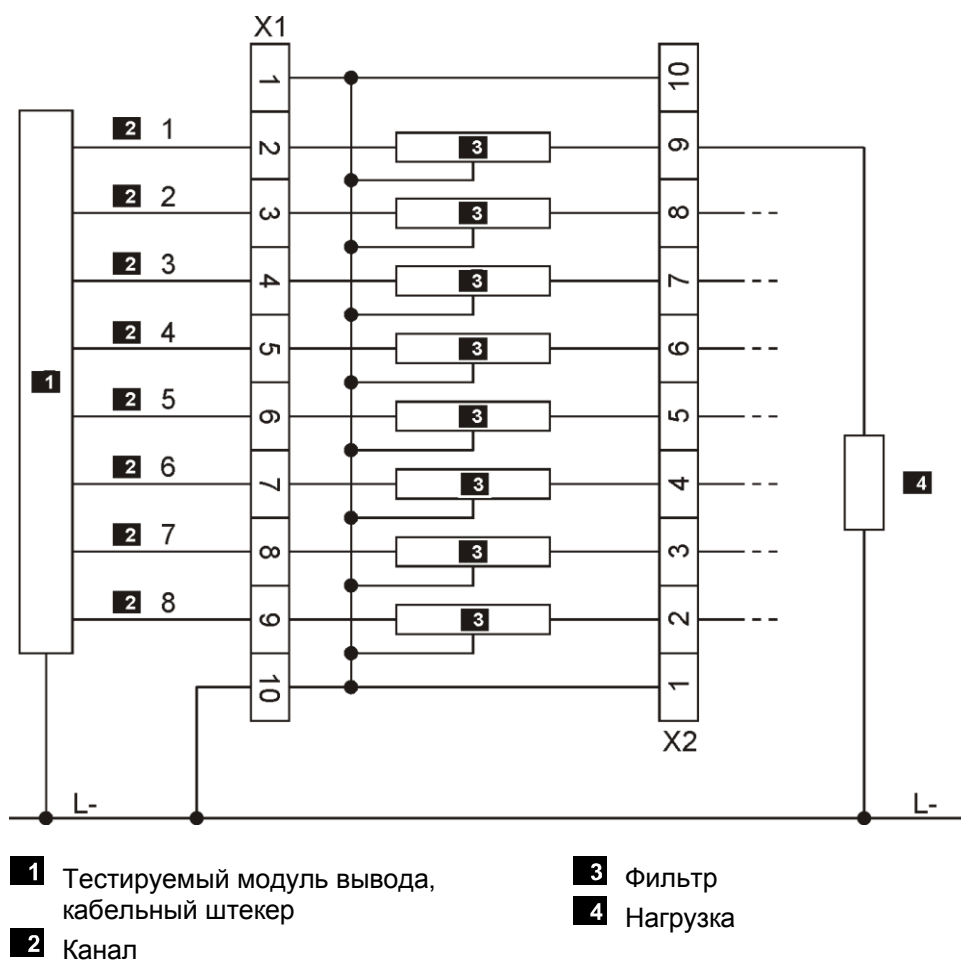 X1
1 10
2 1 2 3 9
2 2 3 3 8
2 3 4 3 7
2 4 5 3 6
1
2 5 6 3 5
2 6 7 3 4 4
2 7 8 3 3
2 8 9 3 2
10 1
X2
L- L-
1 Тестируемый модуль вывода,
кабельный штекер
2 Канал
3 Фильтр
4 Нагрузка